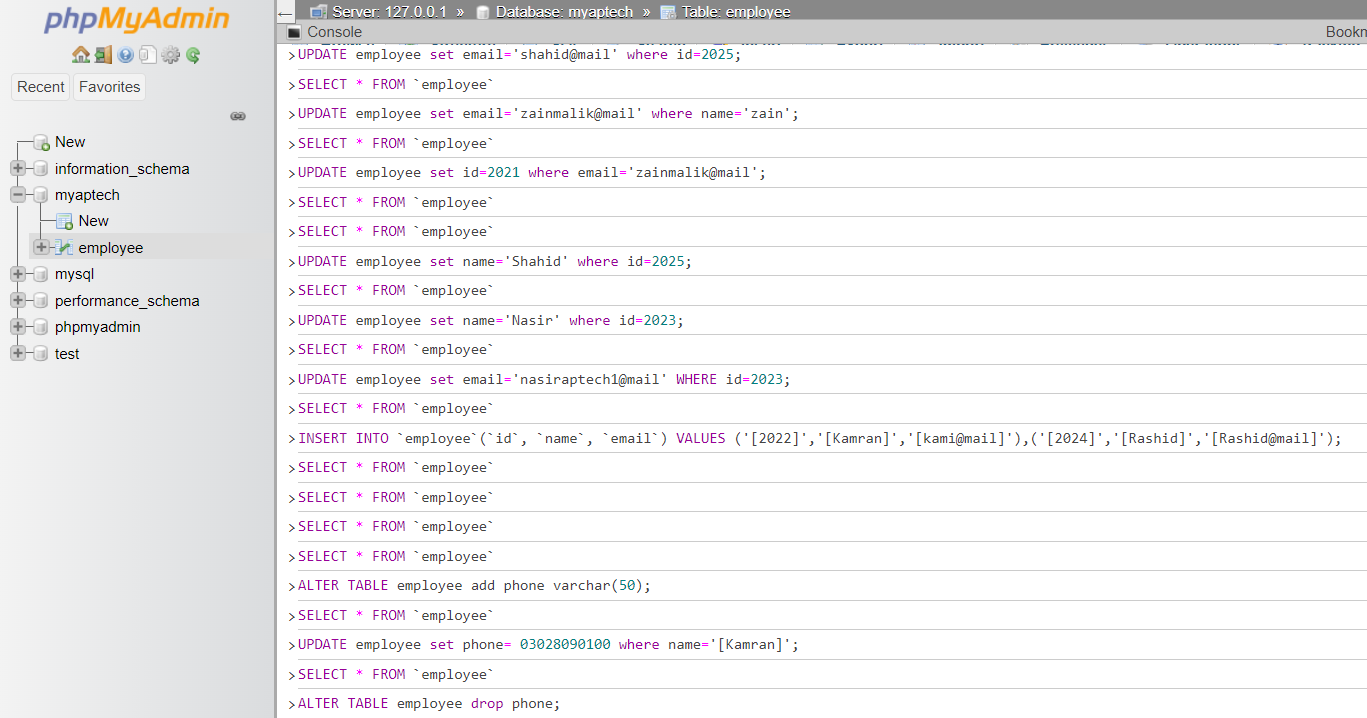 phpMyAdmin
Recent Favorites
New
information_schema
myaptech
New
employee
mysql
performance_schema
phpmyadmin
test
Server: 127.0.0.1 » Database: myaptech » Table: employee
Console Bookm
>UPDATE employee set email='shahid@mail' where id=2025;
>SELECT * FROM `employee`
>UPDATE employee set email='zainmalik@mail' where name='zain';
>SELECT * FROM `employee`
>UPDATE employee set id=2021 where email='zainmalik@mail';
>SELECT * FROM `employee`
>SELECT * FROM `employee`
>UPDATE employee set name='Shahid' where id=2025;
>SELECT * FROM `employee`
>UPDATE employee set name='Nasir' where id=2023;
>SELECT * FROM `employee`
>UPDATE employee set email='nasiraptech1@mail' WHERE id=2023;
>SELECT * FROM `employee`
>INSERT INTO `employee`(`id`, `name`, `email`) VALUES ('[2022]','[Kamran]','[kami@mail]'),('[2024]','[Rashid]','[Rashid@mail]');
>SELECT * FROM `employee`
>SELECT * FROM `employee`
>SELECT * FROM `employee`
>SELECT * FROM `employee`
>ALTER TABLE employee add phone varchar(50);
>SELECT * FROM `employee`
>UPDATE employee set phone= 03028090100 where name='[Kamran]';
>SELECT * FROM `employee`
>ALTER TABLE employee drop phone;